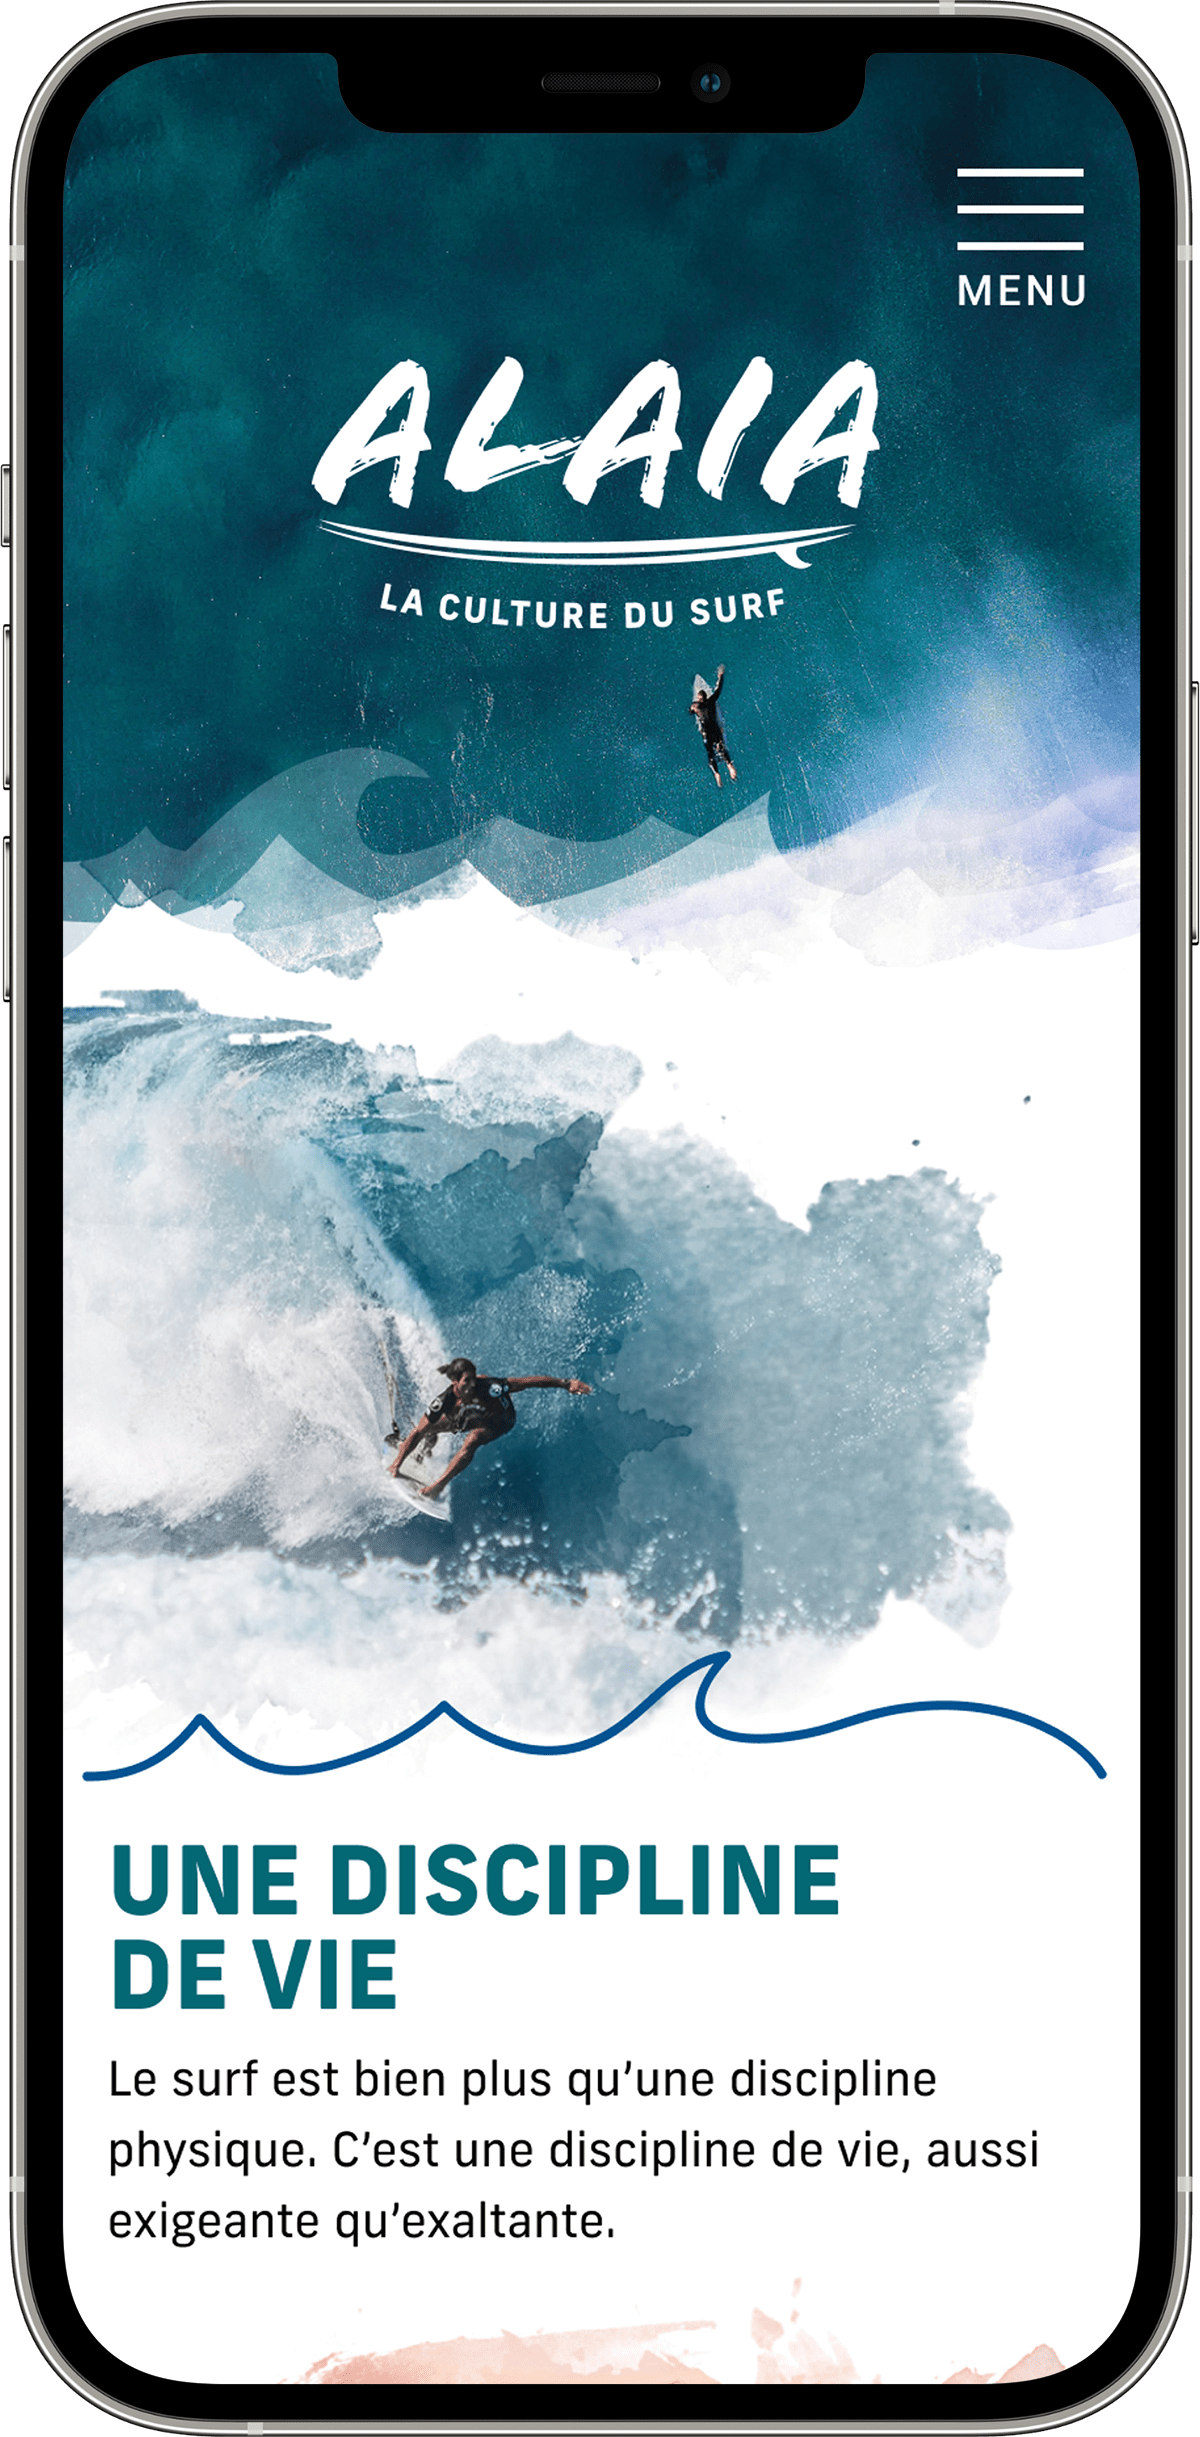 MENU
ALAIA
LA CULTURE DU SURF
UNE DISCIPLINE
DE VIE
Le surf est bien plus qu’une discipline
physique. C’est une discipline de vie, aussi
exigeante qu’exaltante.